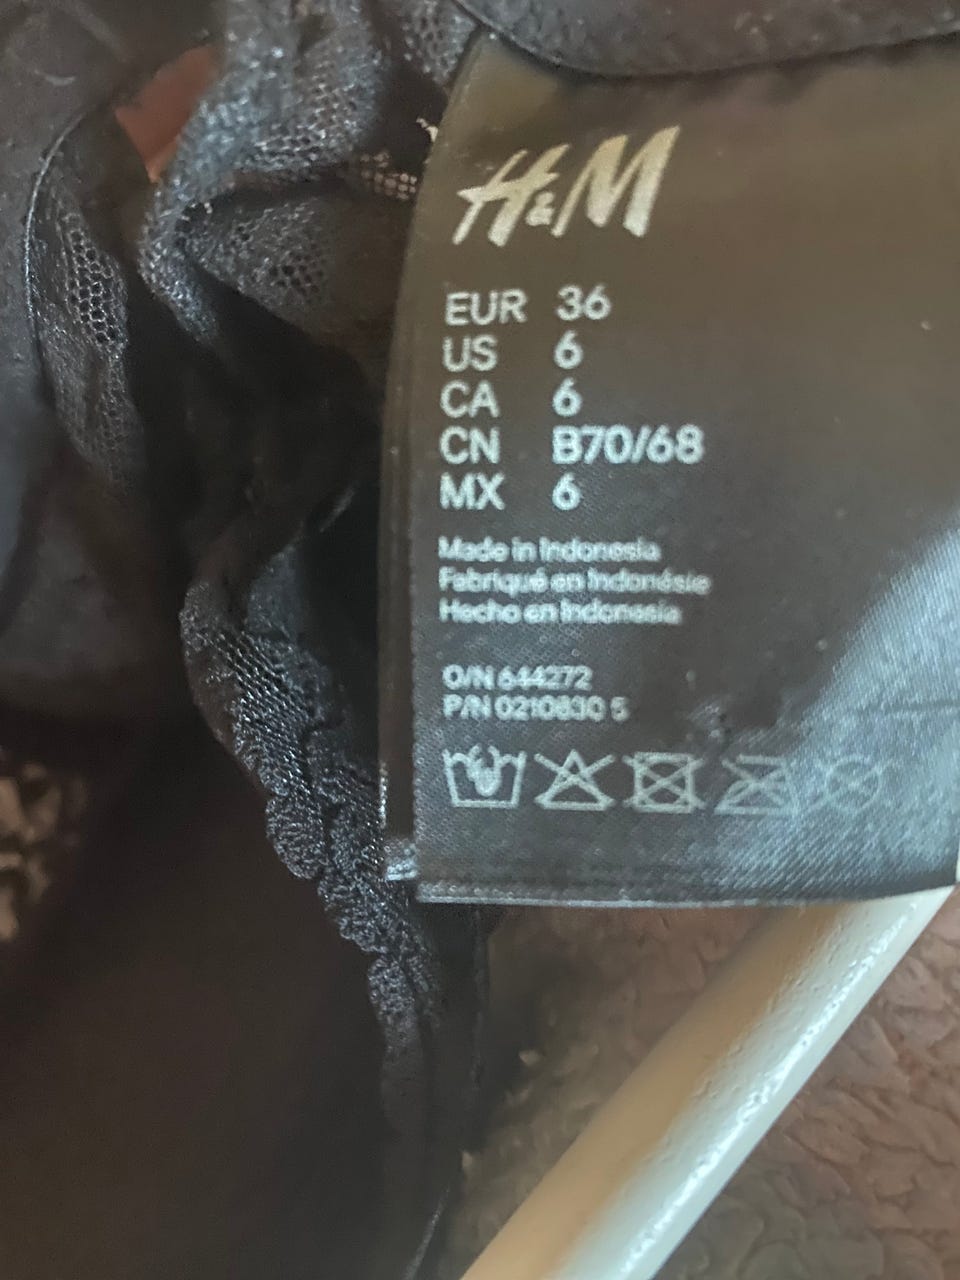 H&M
EUR 36
US 6
CA 6
CN B70/68
MX 6
Made in Indonesia
Fabriqué en Indonésie
Hecho en Indonesia
O/N 644272
P/N 0210830 5